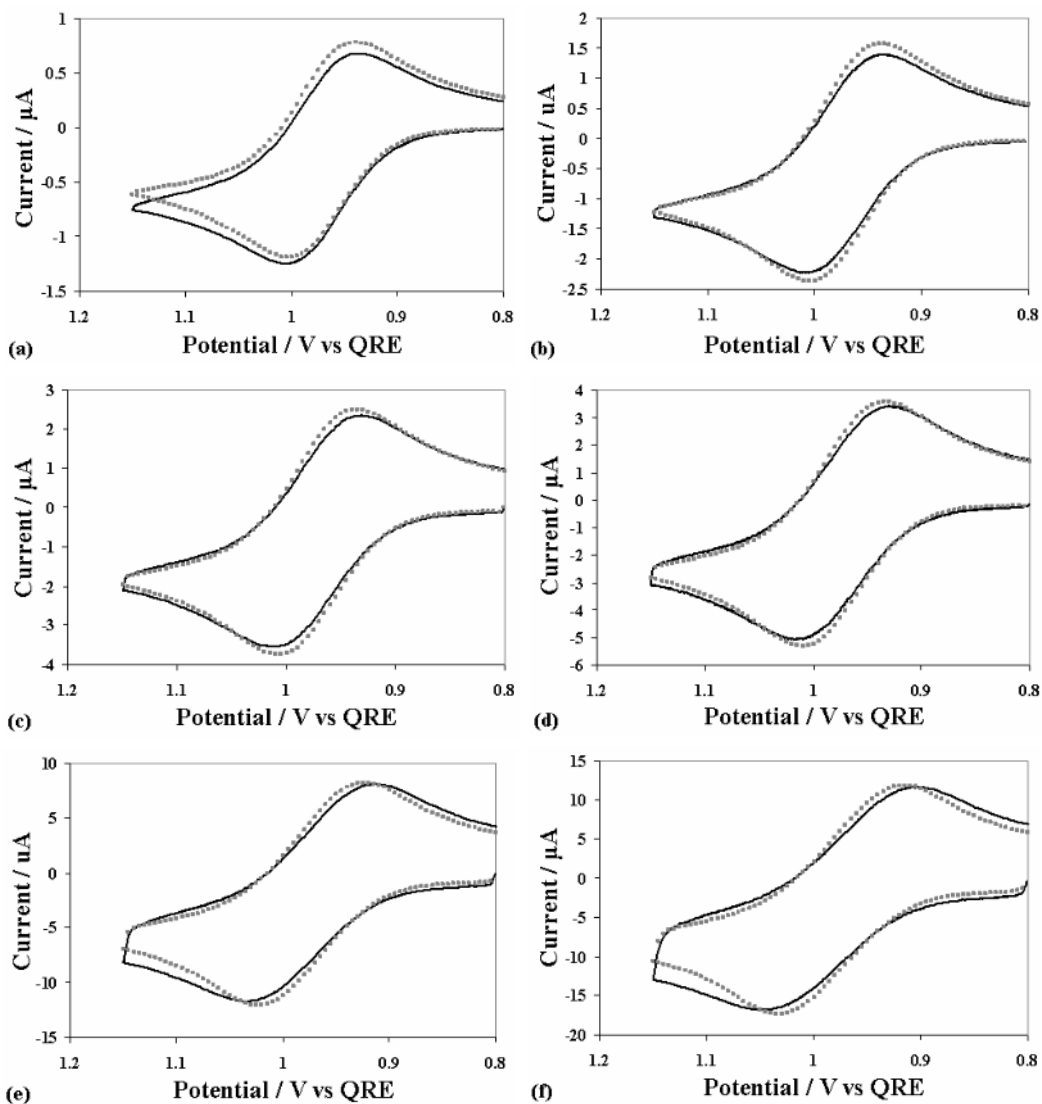 1
0.5
0
-0.5
-1
-1.5
Current / µA
1.2 1.1 1 0.9 0.8
(a) Potential / V vs QRE
2
1.5
1
0.5
0
-0.5
-1
-1.5
-2
-2.5
Current / uA
1.2 1.1 1 0.9 0.8
(b) Potential / V vs QRE
3
2
1
0
-1
-2
-3
-4
Current / µA
1.2 1.1 1 0.9 0.8
(c) Potential / V vs QRE
4
3
2
1
0
-1
-2
-3
-4
-5
-6
Current / µA
1.2 1.1 1 0.9 0.8
(d) Potential / V vs QRE
10
5
0
-5
-10
-15
Current / uA
1.2 1.1 1 0.9 0.8
(e) Potential / V vs QRE
15
10
5
0
-5
-10
-15
-20
Current / µA
1.2 1.1 1 0.9 0.8
(f) Potential / V vs QRE